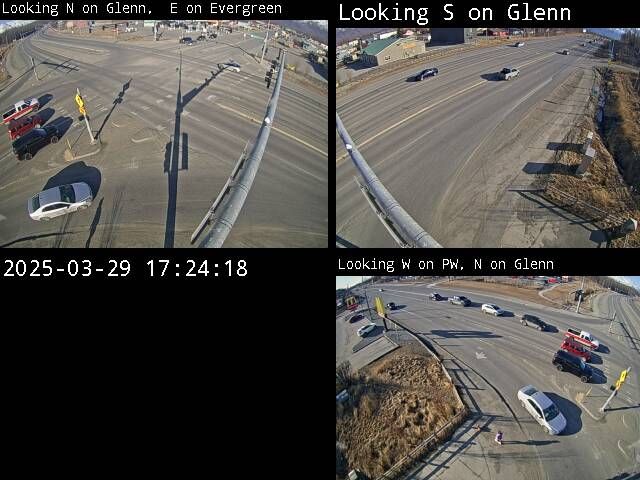 Looking N on Glenn,  E on Evergreen
Looking S on Glenn
2025-03-29 17:24:18
Looking W on PW, N on Glenn